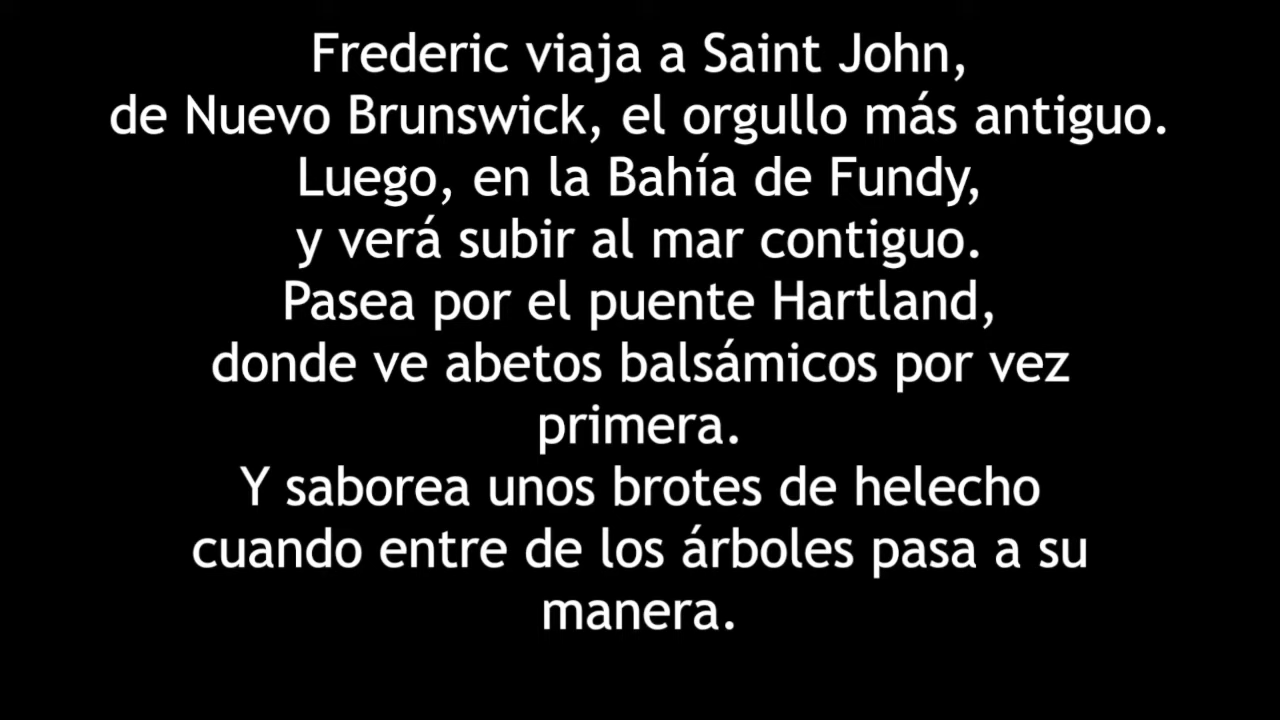 Frederic viaja a Saint John,
de Nuevo Brunswick, el orgullo más antiguo.
Luego, en la Bahía de Fundy,
y verá subir al mar contiguo.
Pasea por el puente Hartland,
donde ve abetos balsámicos por vez
primera.
Y saborea unos brotes de helecho
cuando entre de los árboles pasa a su
manera.